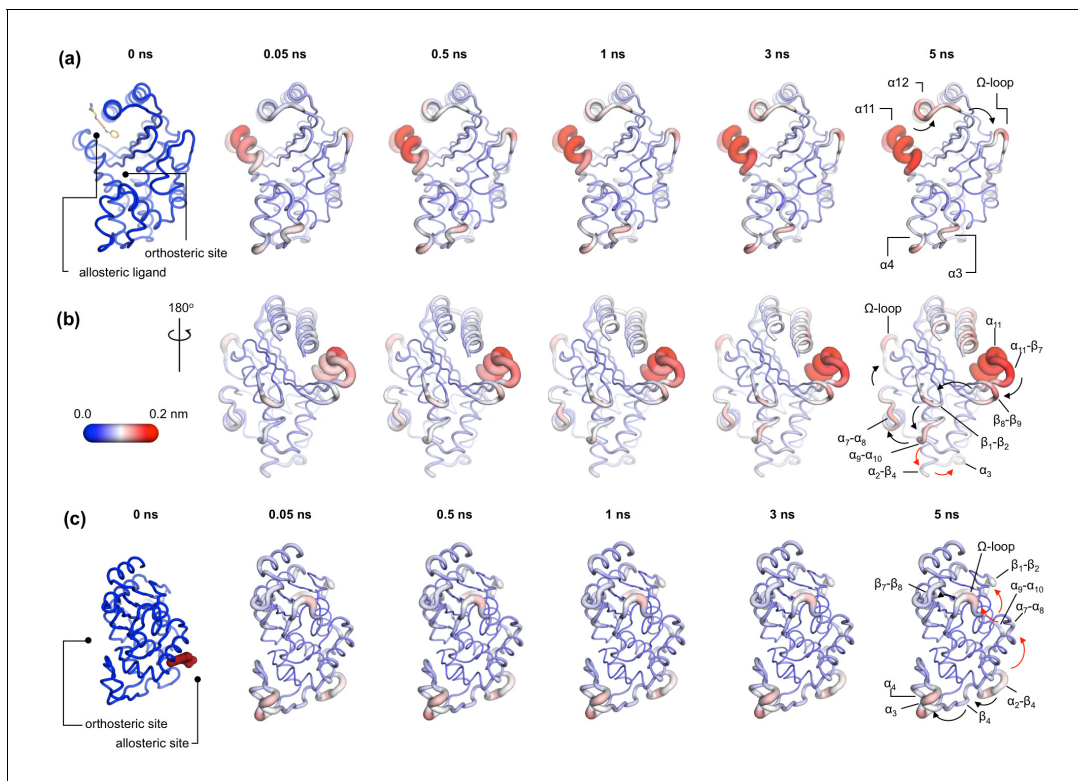 (a)
0 ns
0.05 ns
0.5 ns
1 ns
3 ns
5 ns
α12
Ω-loop
α11
orthosteric site
allosteric ligand
α4
α3
(b)
180°
0.0
0.2 nm
Ω-loop
α₁₁
α₁₁-β₇
β₈-β₉
β₁-β₂
α₇-α₈
α₉-α₁₀
α₂-β₄
α₃
(c)
0 ns
0.05 ns
0.5 ns
1 ns
3 ns
5 ns
Ω-loop
β₁-β₂
β₇-β₈
α₉-α₁₀
α₇-α₈
α₄
α₃
β₄
α₂-β₄
orthosteric site
allosteric site